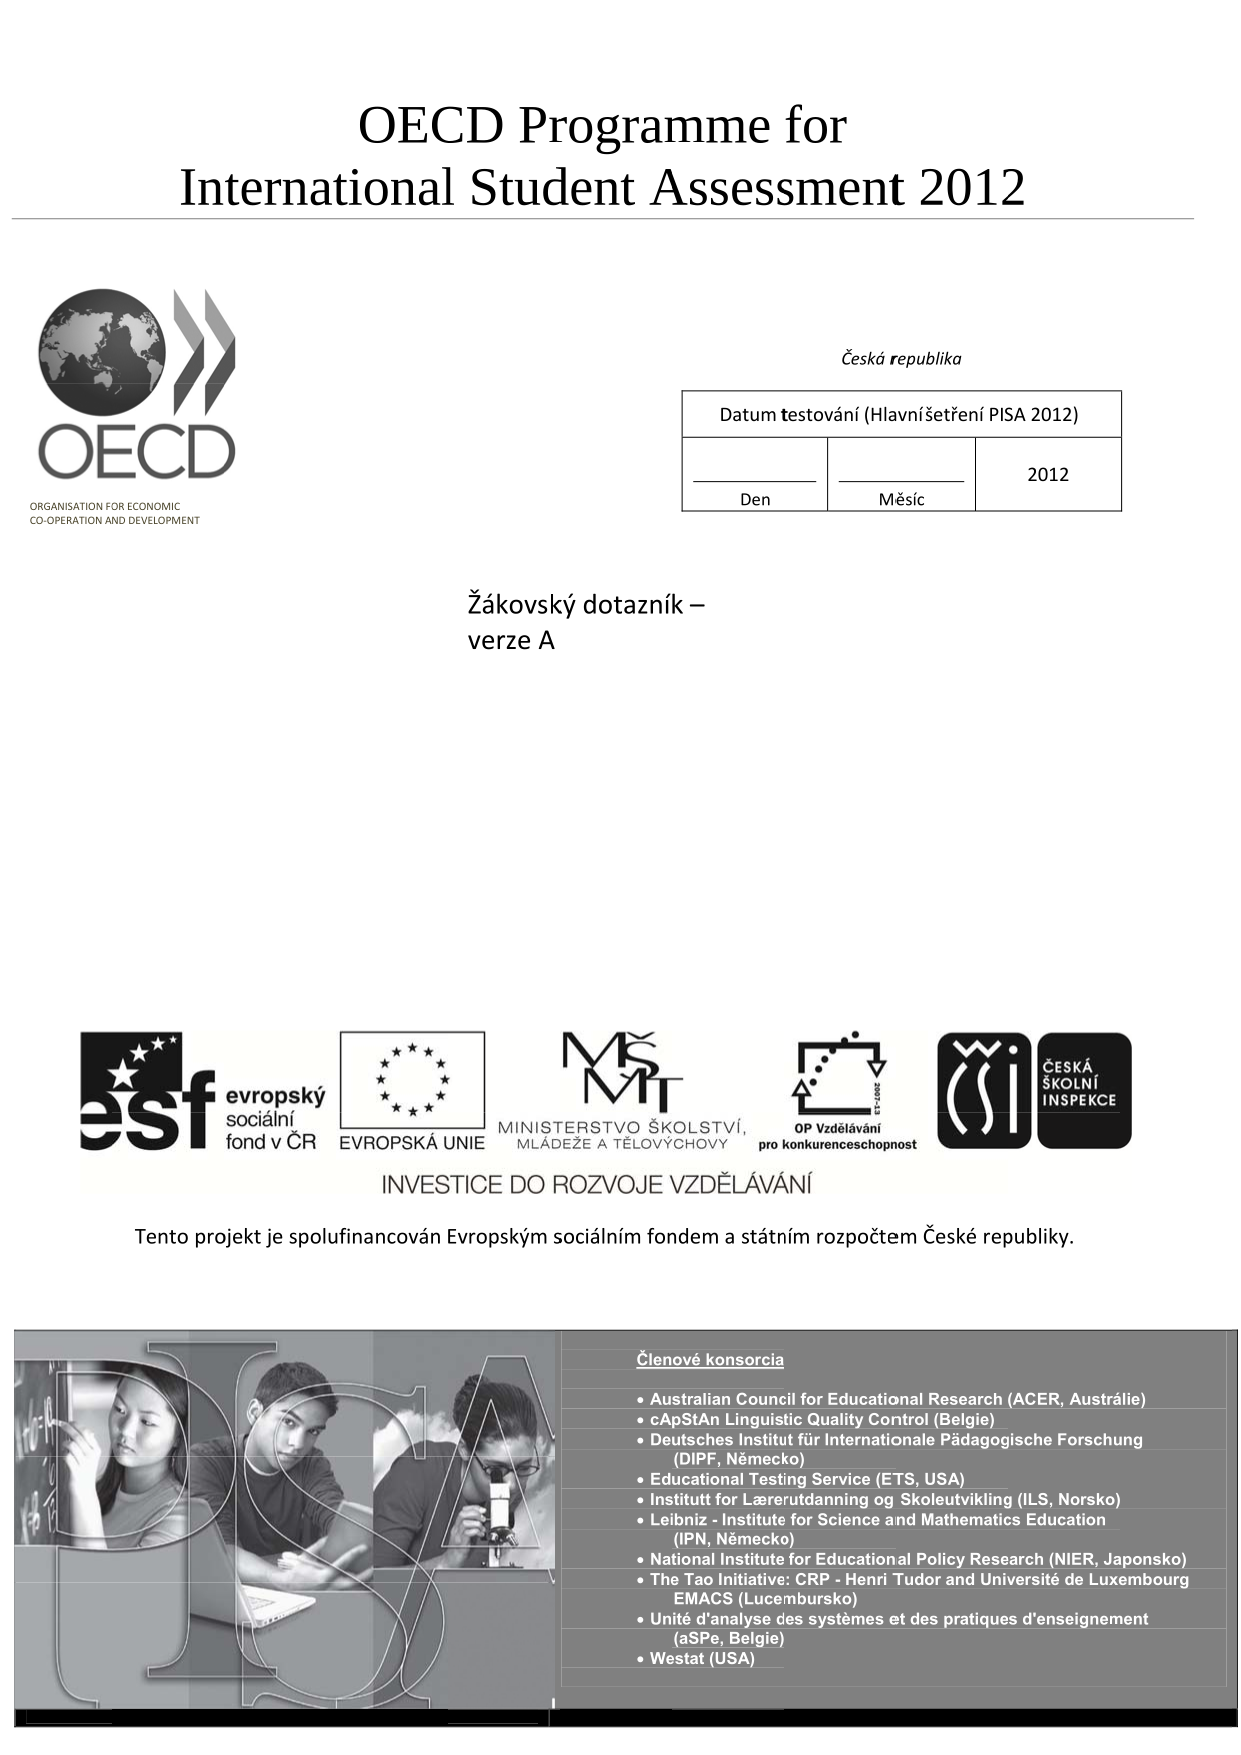 OECD Programme for
International Student Assessment 2012
OECD
ORGANISATION FOR ECONOMIC
CO-OPERATION AND DEVELOPMENT
Česká republika
Datum testování (Hlavní šetření PISA 2012)
Den
Měsíc
2012
Žákovský dotazník –
verze A
esf evropský
sociální
fond v ČR
EVROPSKÁ UNIE
MŠMT
MINISTERSTVO ŠKOLSTVÍ,
MLÁDEŽE A TĚLOVÝCHOVY
2007-13
OP Vzdělávání
pro konkurenceschopnost
ČŠI
ČESKÁ
ŠKOLNÍ
INSPEKCE
INVESTICE DO ROZVOJE VZDĚLÁVÁNÍ
Tento projekt je spolufinancován Evropským sociálním fondem a státním rozpočtem České republiky.
PISA
Členové konsorcia
• Australian Council for Educational Research (ACER, Austrálie)
• cApStAn Linguistic Quality Control (Belgie)
• Deutsches Institut für Internationale Pädagogische Forschung
(DIPF, Německo)
• Educational Testing Service (ETS, USA)
• Institutt for Lærerutdanning og Skoleutvikling (ILS, Norsko)
• Leibniz - Institute for Science and Mathematics Education
(IPN, Německo)
• National Institute for Educational Policy Research (NIER, Japonsko)
• The Tao Initiative: CRP - Henri Tudor and Université de Luxembourg
EMACS (Lucembursko)
• Unité d'analyse des systèmes et des pratiques d'enseignement
(aSPe, Belgie)
• Westat (USA)